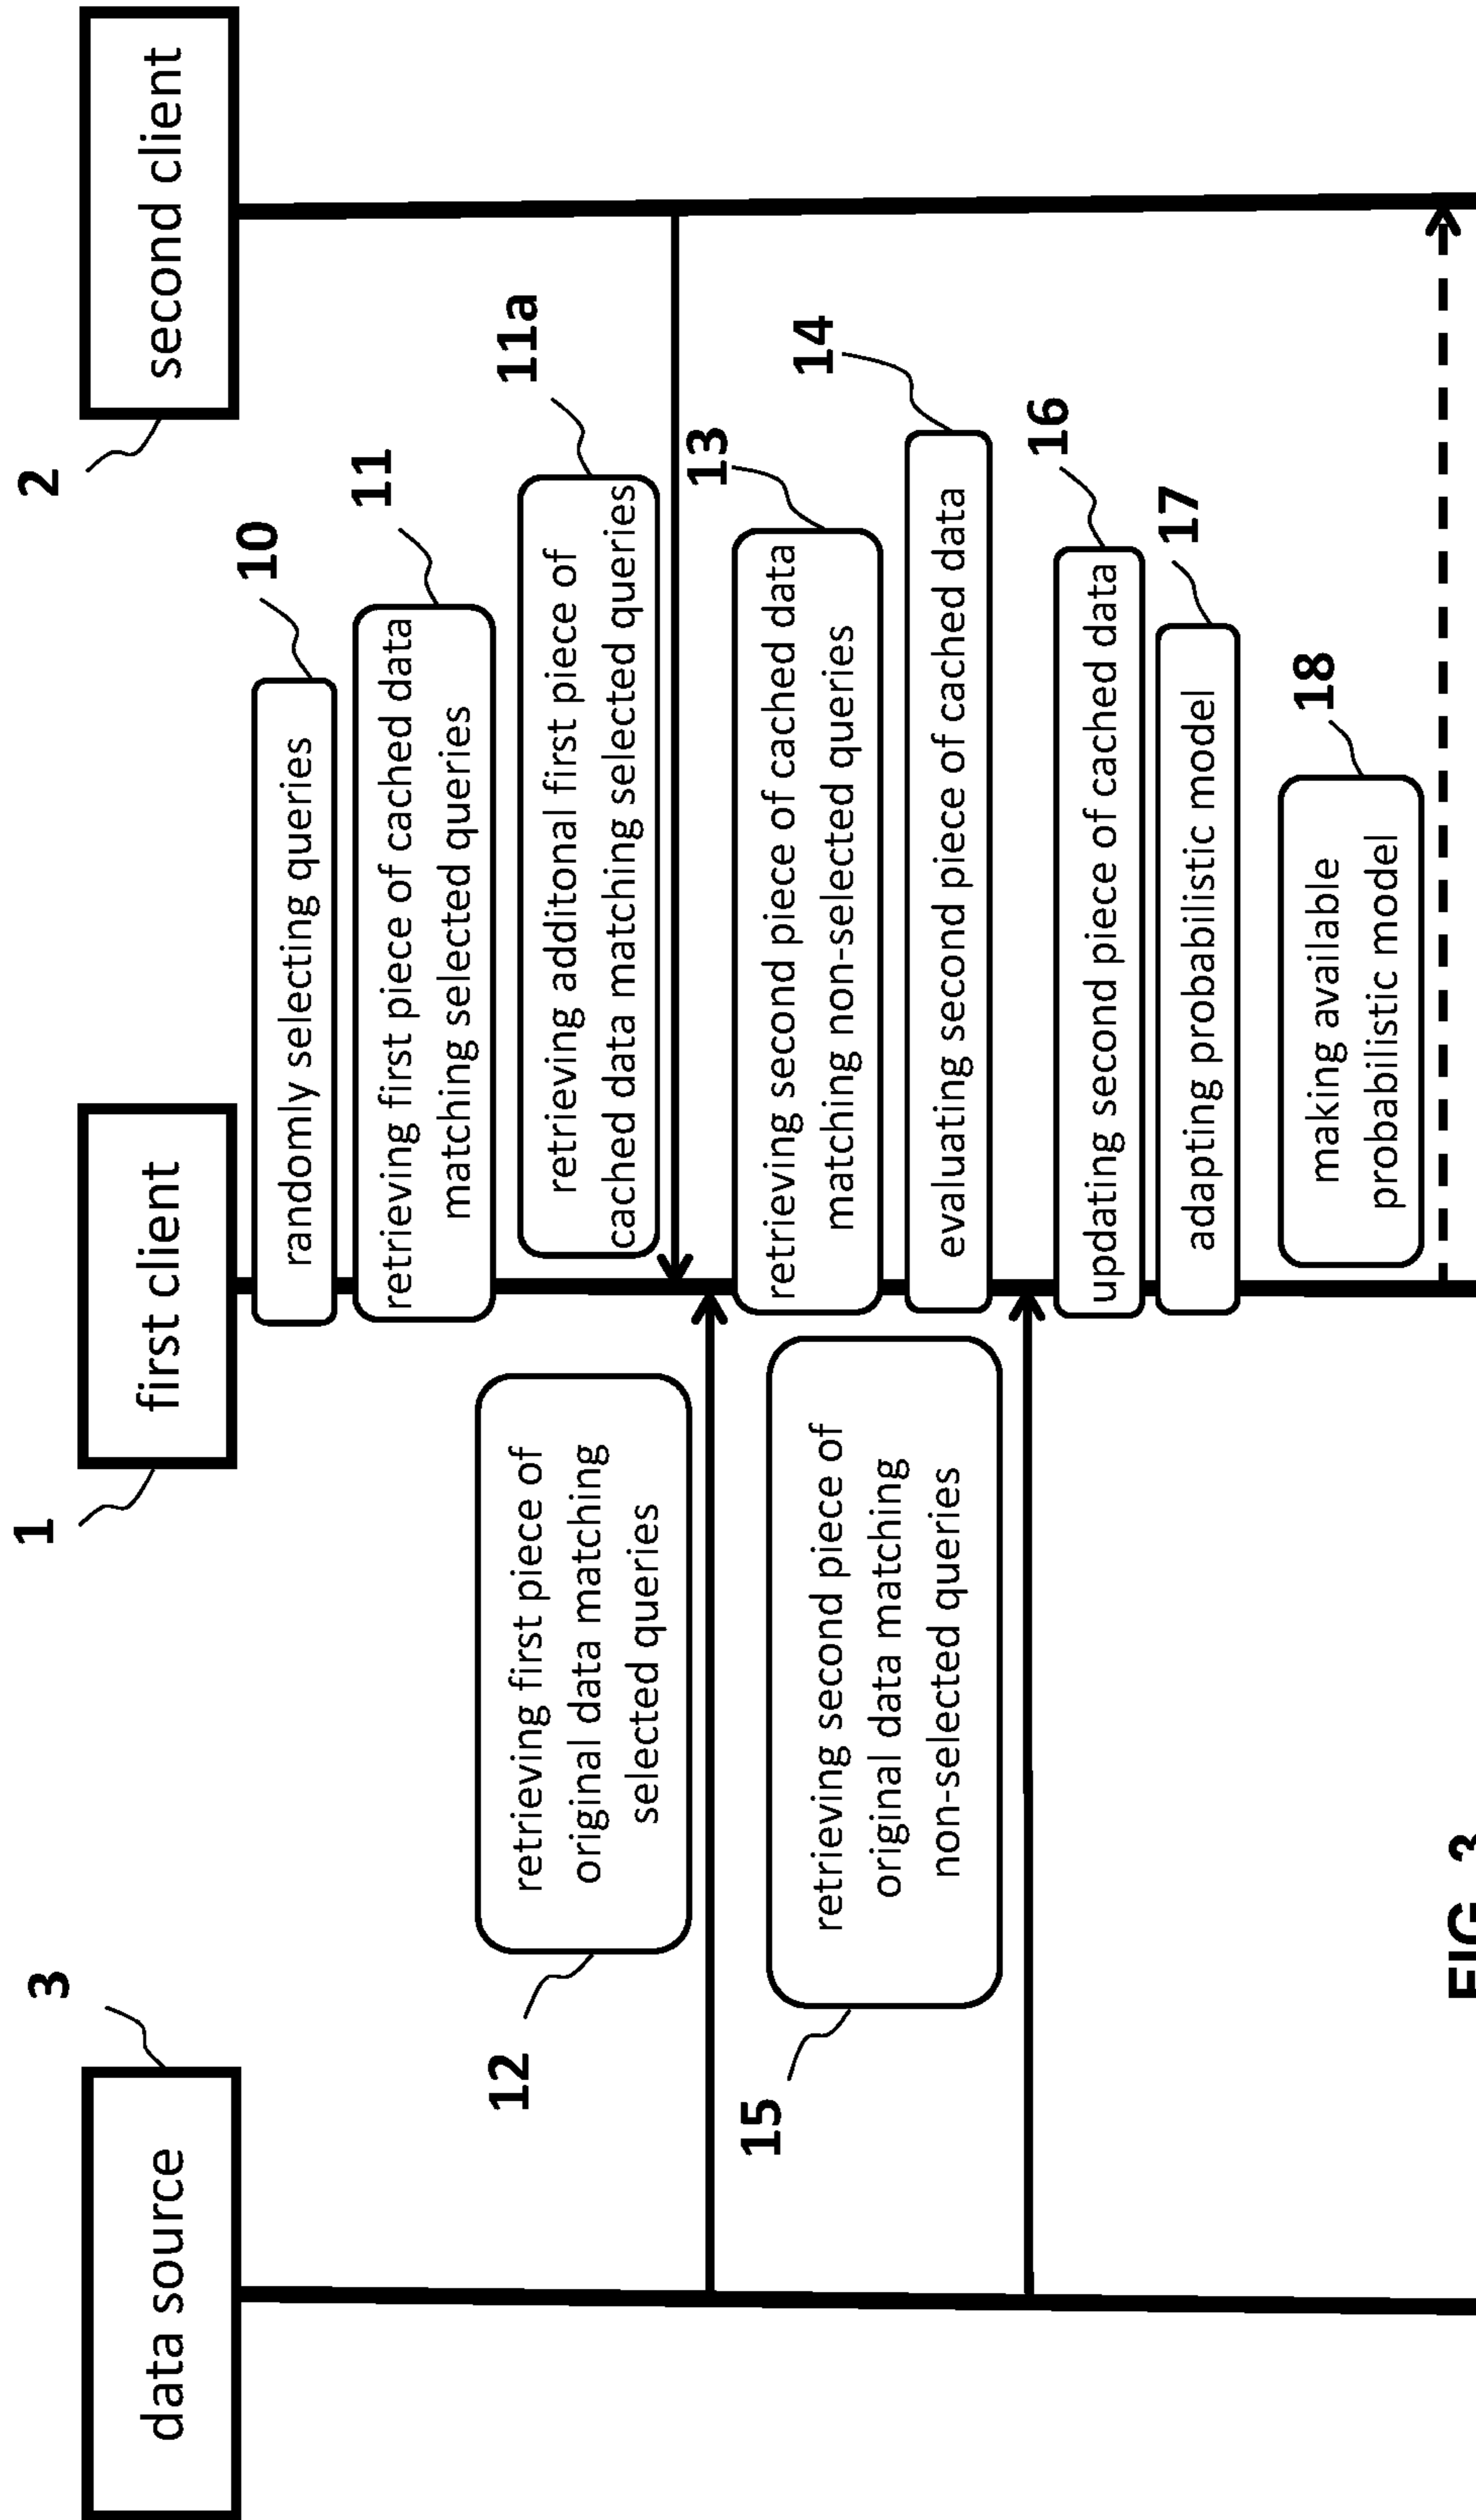 3
data source
1
first client
2
second client
10
randomly selecting queries
11
retrieving first piece of cached data
matching selected queries
11a
retrieving additonal first piece of
cached data matching selected queries
12
retrieving first piece of
original data matching
selected queries
13
retrieving second piece of cached data
matching non-selected queries
14
evaluating second piece of cached data
15
retrieving second piece of
original data matching
non-selected queries
16
updating second piece of cached data
17
adapting probabilistic model
18
making available
probabilistic model
FIG. 3